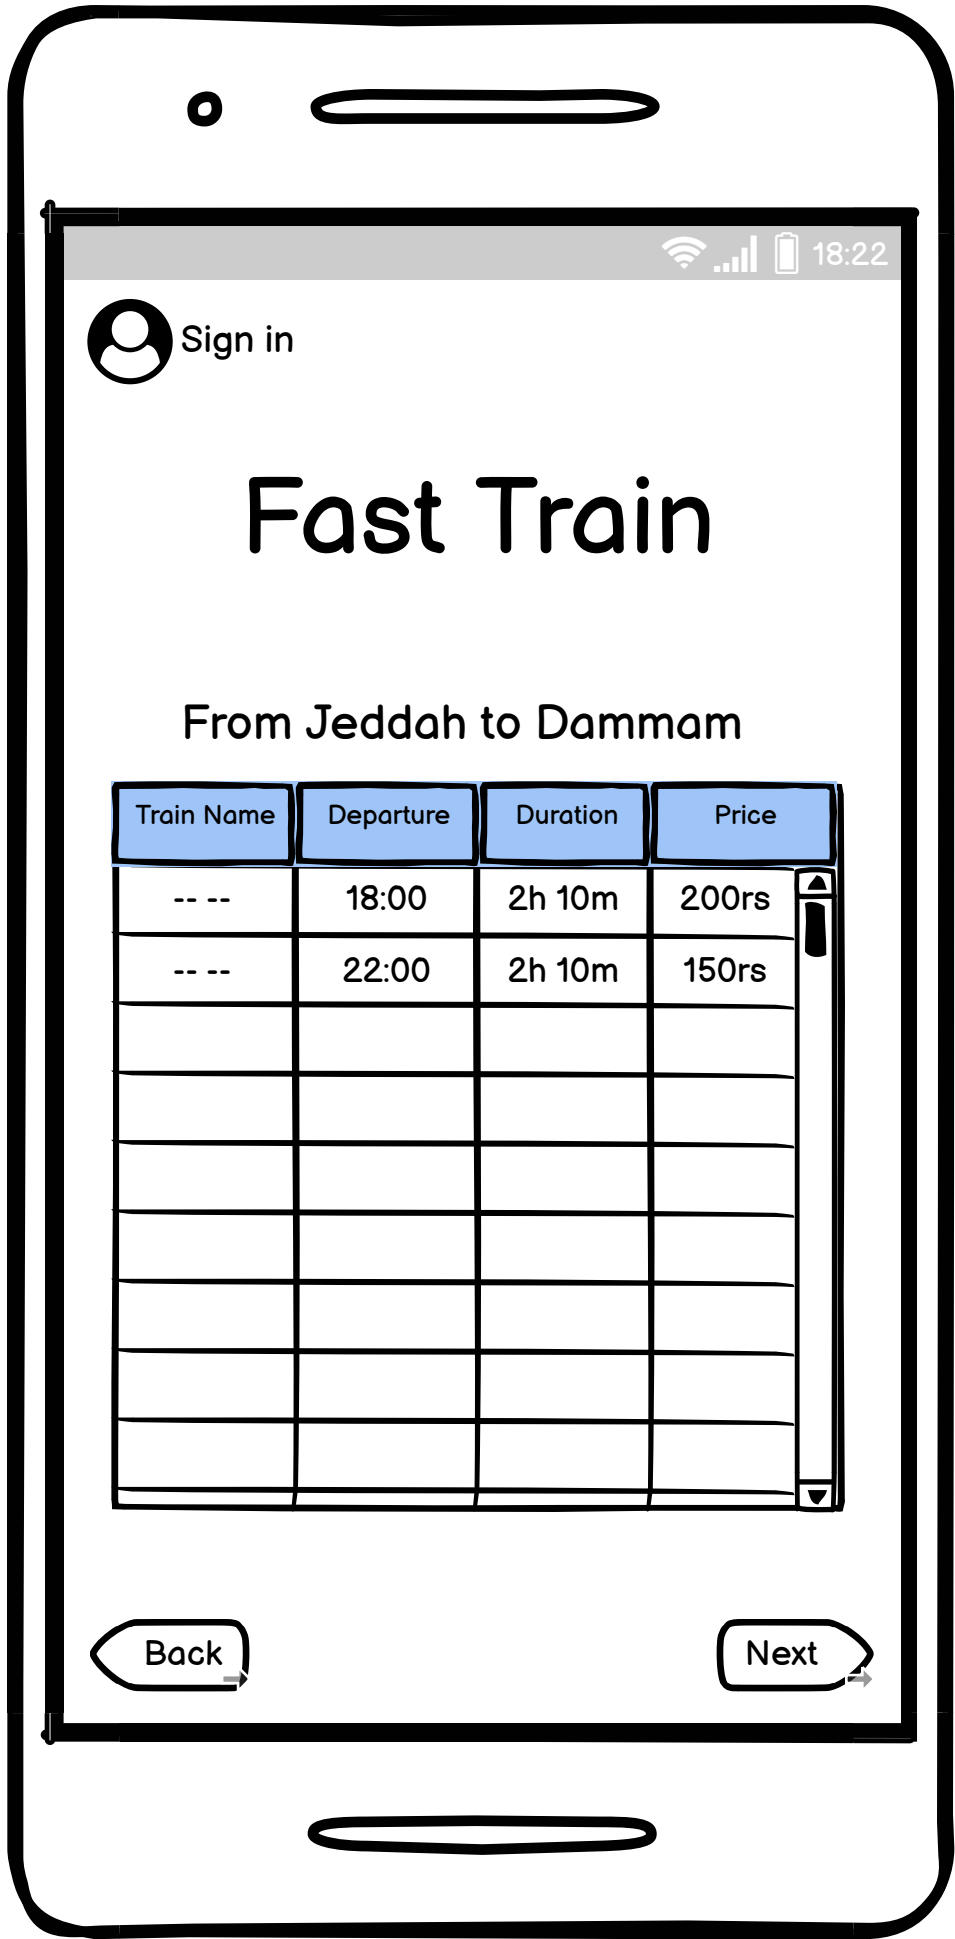 18:22
Sign in
Fast Train
From Jeddah to Dammam
Train Name Departure Duration Price
-- -- 18:00 2h 10m 200rs
-- -- 22:00 2h 10m 150rs
Back Next